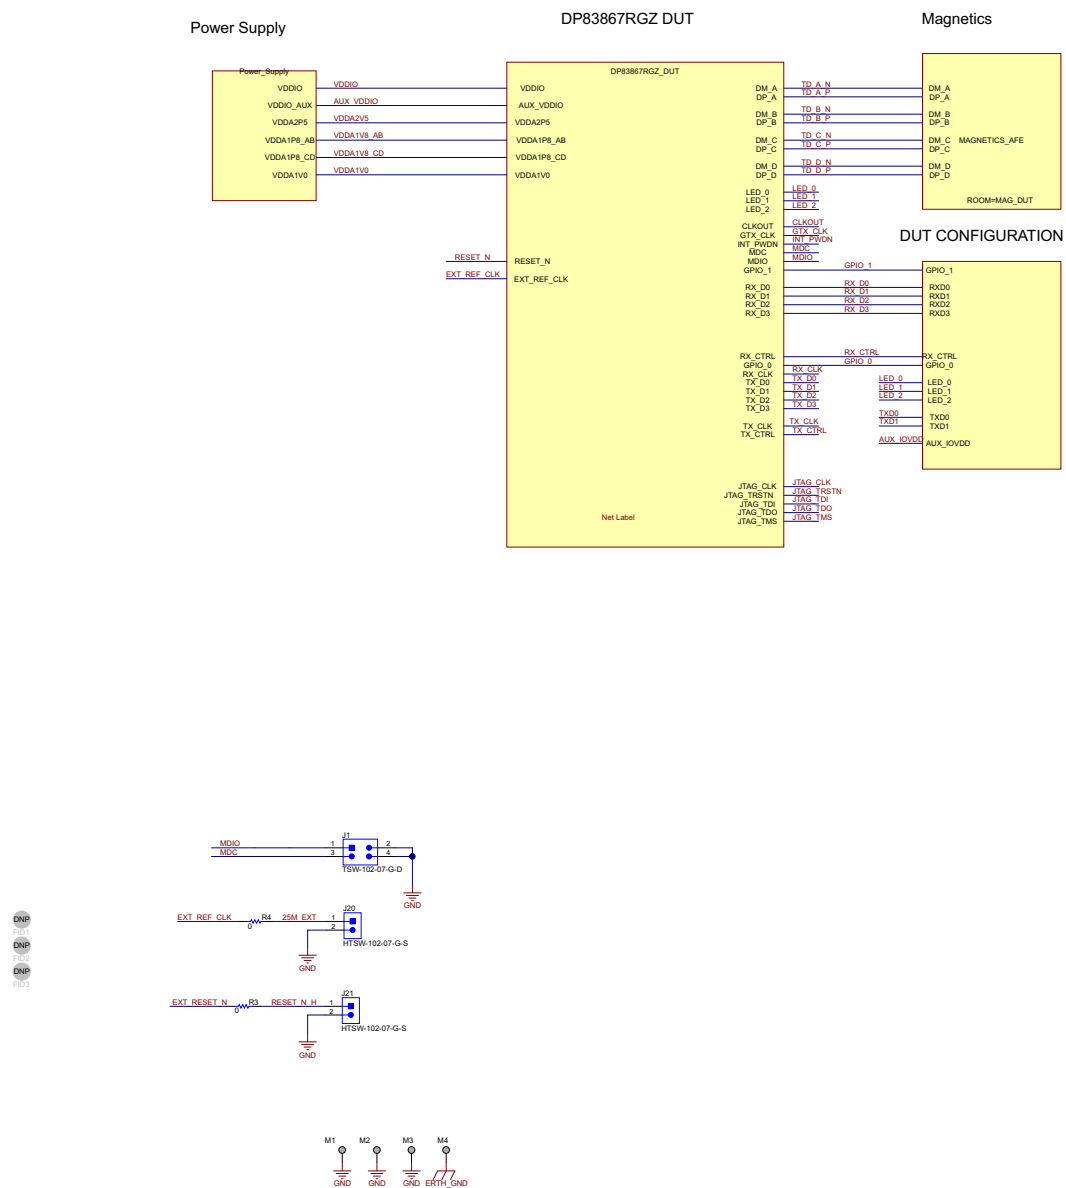 Power Supply
DP83867RGZ DUT
Magnetics
Power_Supply
VDDIO
VDDIO_AUX
VDDA2P5
VDDA1P8_AB
VDDA1P8_CD
VDDA1V0
VDDIO
AUX_VDDIO
VDDA2V5
VDDA1V8_AB
VDDA1V8_CD
VDDA1V0
RESET_N
EXT_REF_CLK
DP83867RGZ_DUT
VDDIO
AUX_VDDIO
VDDA2P5
VDDA1P8_AB
VDDA1P8_CD
VDDA1V0
RESET_N
EXT_REF_CLK
Net Label
DM_A
DP_A
DM_B
DP_B
DM_C
DP_C
DM_D
DP_D
LED_0
LED_1
LED_2
CLKOUT
GTX_CLK
INT_PWDN
MDC
MDIO
GPIO_1
RX_D0
RX_D1
RX_D2
RX_D3
RX_CTRL
GPIO_0
RX_CLK
TX_D0
TX_D1
TX_D2
TX_D3
TX_CLK
TX_CTRL
JTAG_CLK
JTAG_TRSTN
JTAG_TDI
JTAG_TDO
JTAG_TMS
TD_A_N
TD_A_P
TD_B_N
TD_B_P
TD_C_N
TD_C_P
TD_D_N
TD_D_P
LED_0
LED_1
LED_2
CLKOUT
GTX_CLK
INT_PWDN
MDC
MDIO
GPIO_1
RX_D0
RX_D1
RX_D2
RX_D3
RX_CTRL
GPIO_0
RX_CLK
TX_D0
TX_D1
TX_D2
TX_D3
TX_CLK
TX_CTRL
JTAG_CLK
JTAG_TRSTN
JTAG_TDI
JTAG_TDO
JTAG_TMS
DM_A
DP_A
DM_B
DP_B
DM_C MAGNETICS_AFE
DP_C
DM_D
DP_D
ROOM=MAG_DUT
DUT CONFIGURATION
GPIO_1
RXD0
RXD1
RXD2
RXD3
RX_CTRL
GPIO_0
LED_0 LED_0
LED_1 LED_1
LED_2 LED_2
TXD0 TXD0
TXD1 TXD1
AUX_IOVDD AUX_IOVDD
J1
MDIO 1 2
MDC 3 4
TSW-102-07-G-D
GND
J20
EXT_REF_CLK R4 25M_EXT 1
0 2
HTSW-102-07-G-S
GND
DNP
FID1
DNP
FID2
DNP
FID3
J21
EXT_RESET_N R3 RESET_N_H 1
0 2
HTSW-102-07-G-S
GND
M1 M2 M3 M4
GND GND GND ERTH_GND